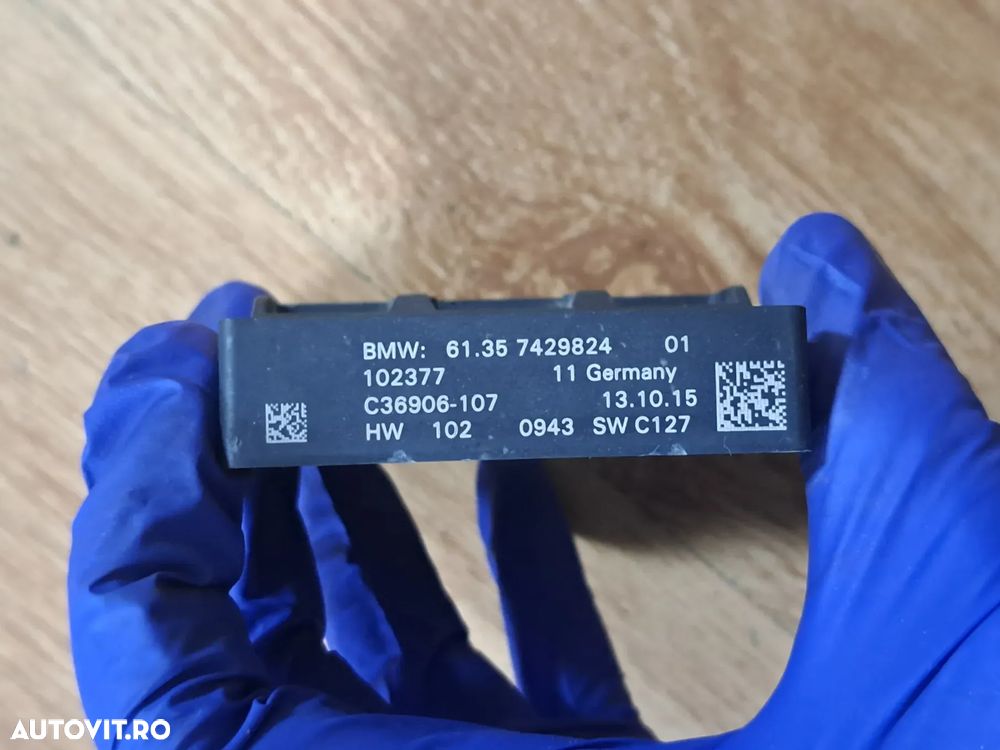 BMW: 61.35 7429824 01
102377 11 Germany
C36906-107 13.10.15
HW 102 0943 SW C127
AUTOVIT.RO